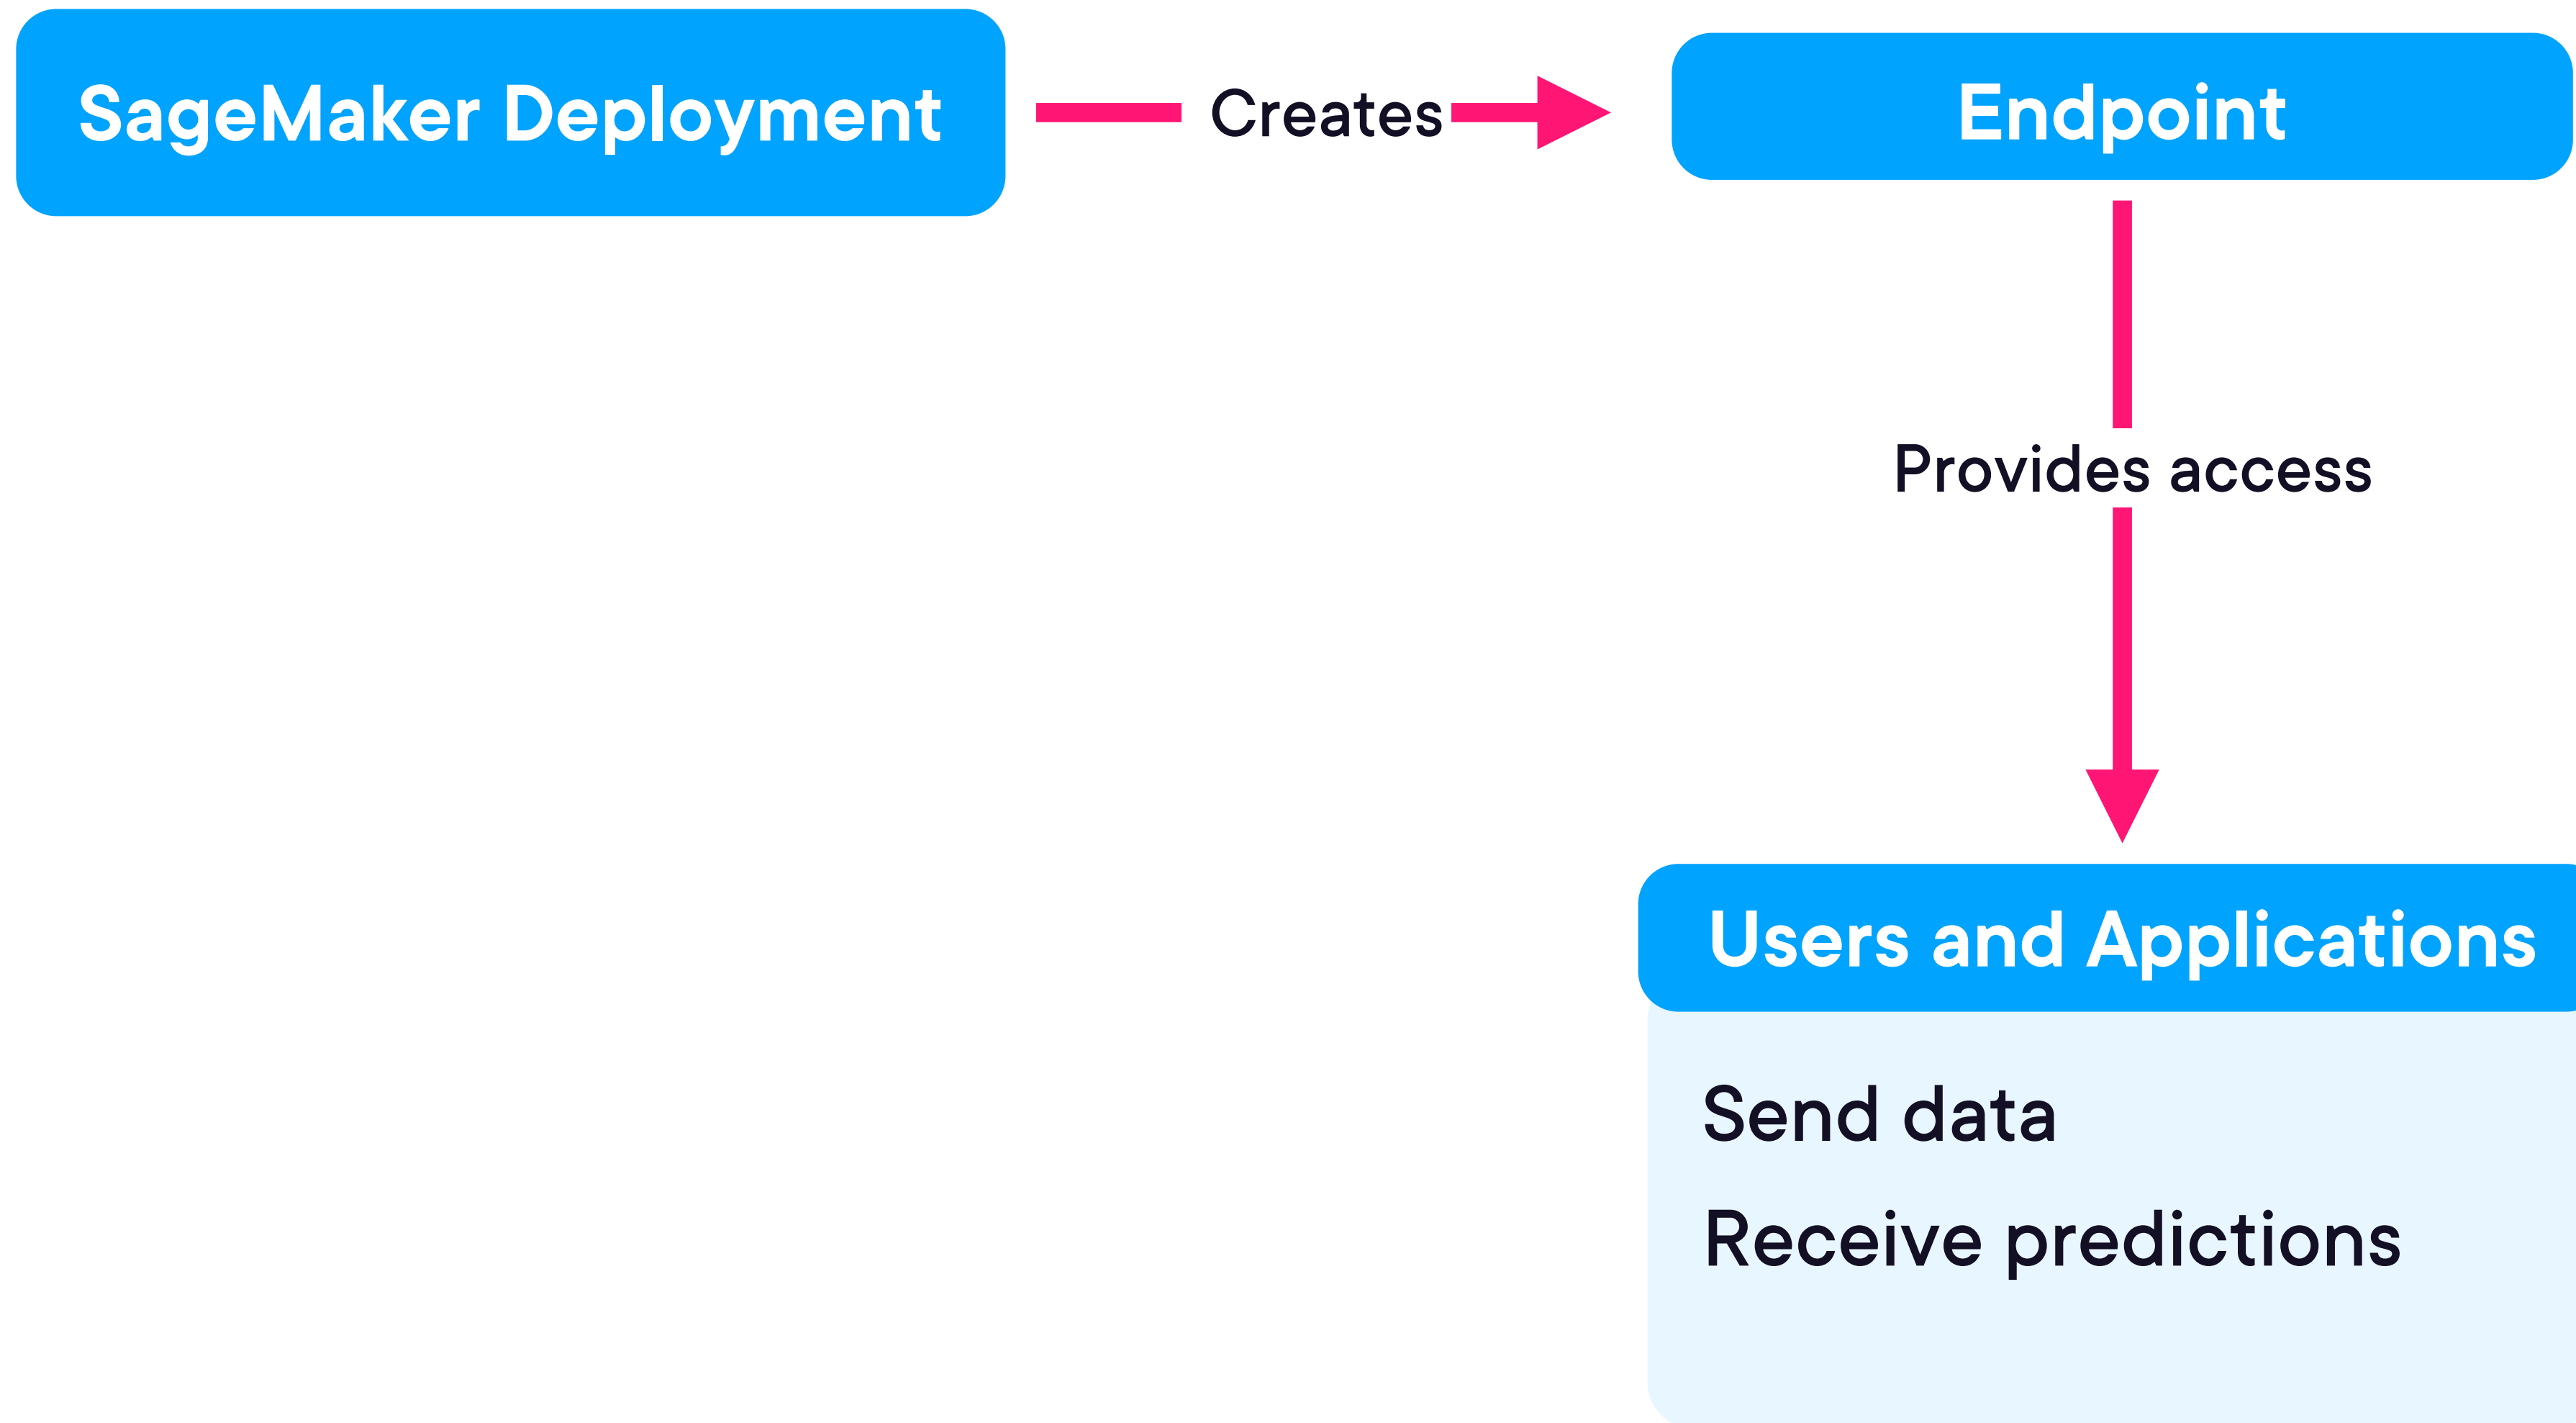 SageMaker Deployment
Creates
Endpoint
Provides access
Users and Applications
Send data
Receive predictions